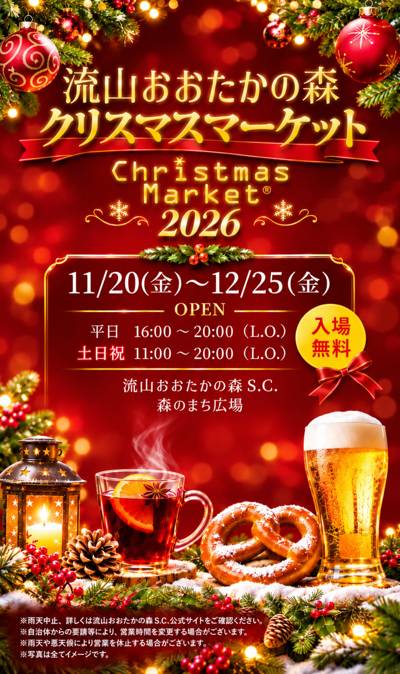 流山おおたかの森
クリスマスマーケット
Christmas
Market®
2026
11/20(金)～12/25(金)
OPEN
平日 16:00～20:00（L.O.）
土日祝 11:00～20:00（L.O.）
入場
無料
流山おおたかの森 S.C.
森のまち広場
※雨天中止、詳しくは流山おおたかの森S.C.公式サイトをご確認ください。
※自治体からの要請等により、営業時間を変更する場合がございます。
※雨天や悪天候により営業を休止する場合がございます。
※写真は全てイメージです。